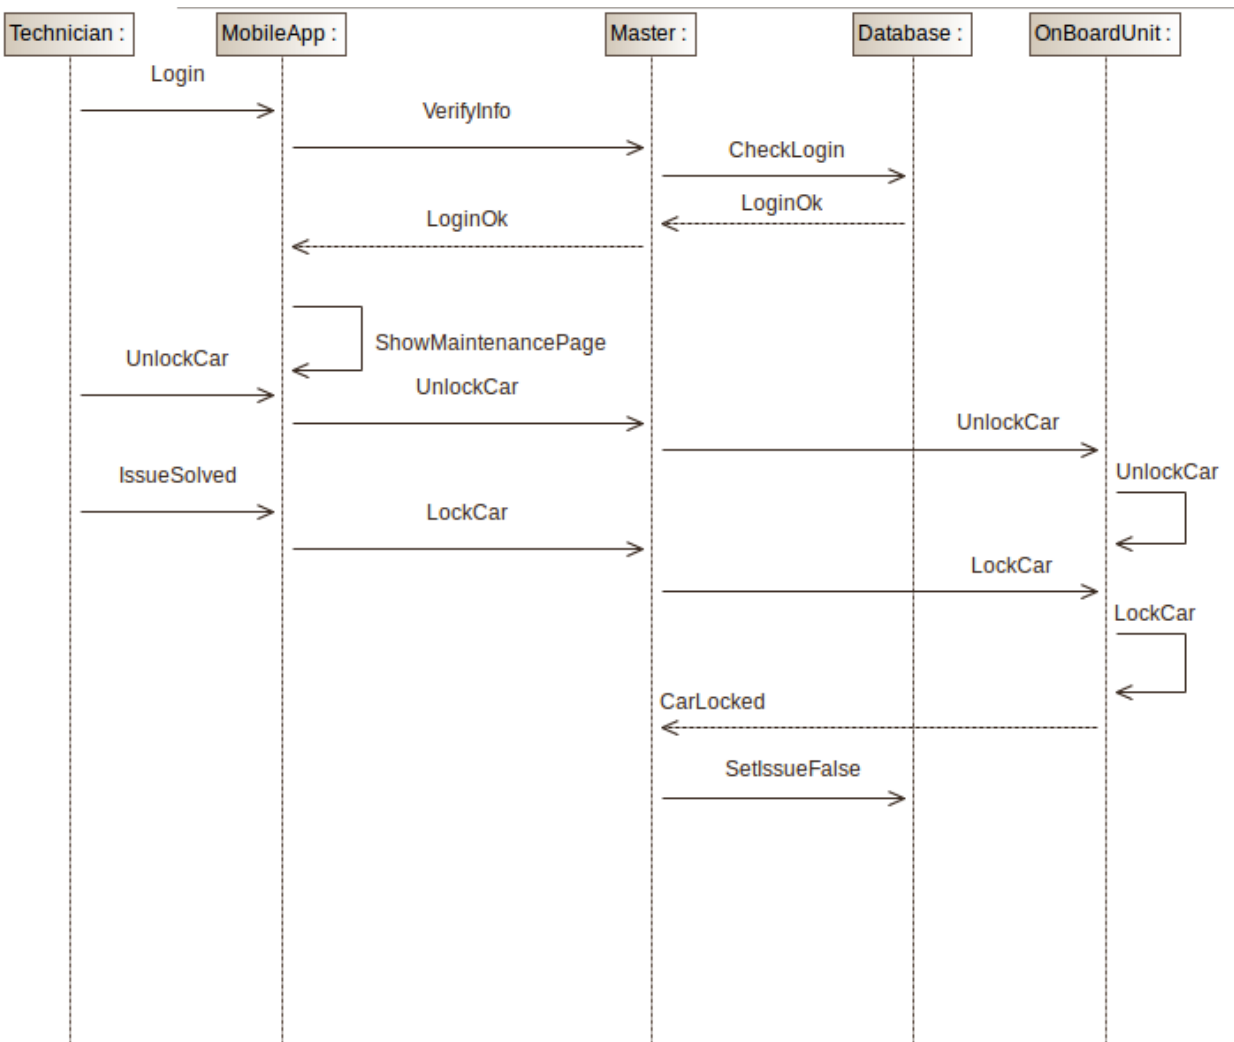 Technician :
MobileApp :
Master :
Database :
OnBoardUnit :
Login
VerifyInfo
CheckLogin
LoginOk
LoginOk
ShowMaintenancePage
UnlockCar
UnlockCar
UnlockCar
UnlockCar
IssueSolved
LockCar
LockCar
LockCar
CarLocked
SetIssueFalse